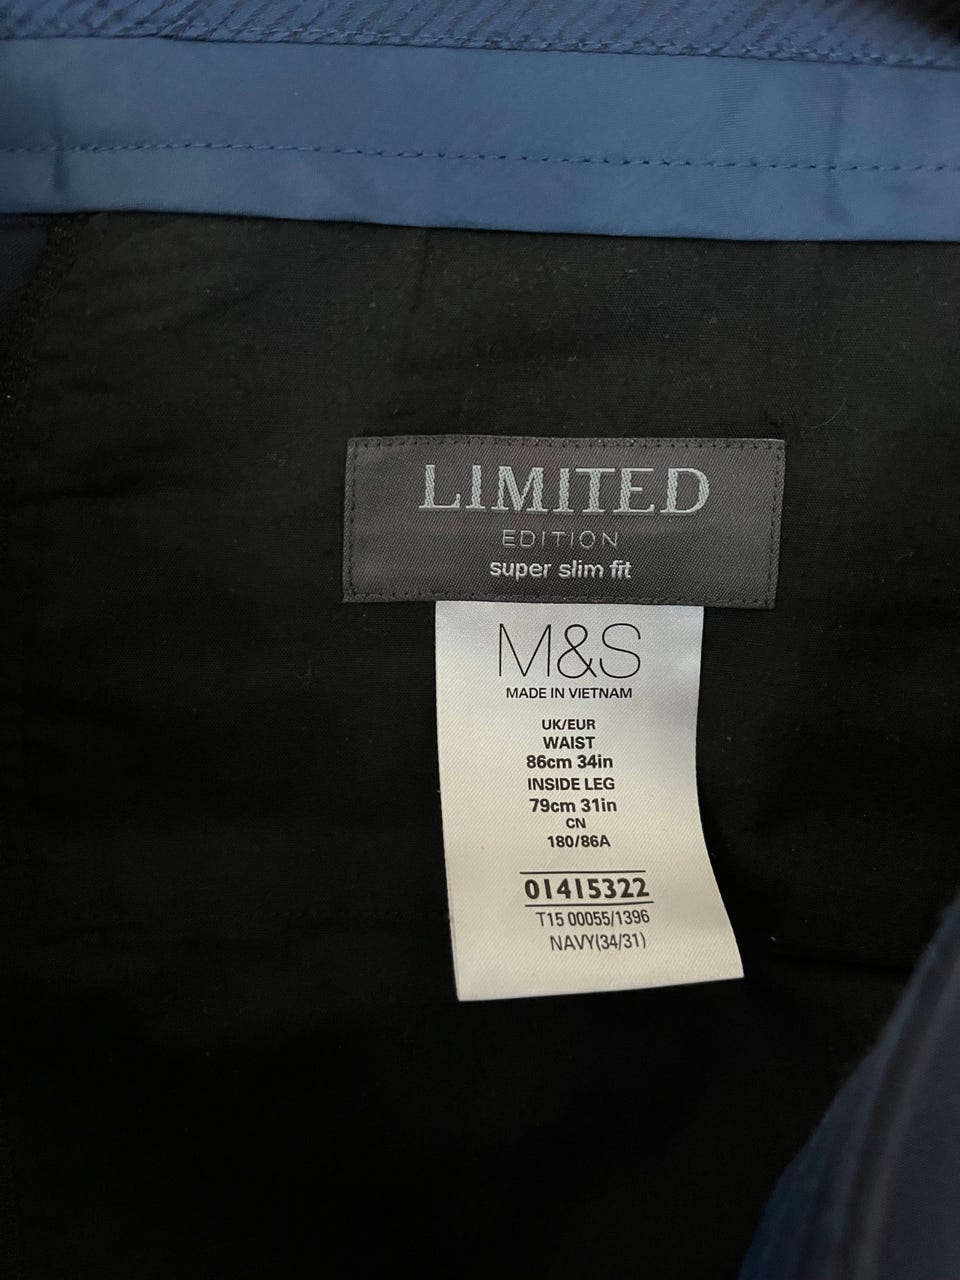 LIMITED
EDITION
super slim fit
M&S
MADE IN VIETNAM
UK/EUR
WAIST
86cm 34in
INSIDE LEG
79cm 31in
CN
180/86A
01415322
T15 00055/1396
NAVY(34/31)